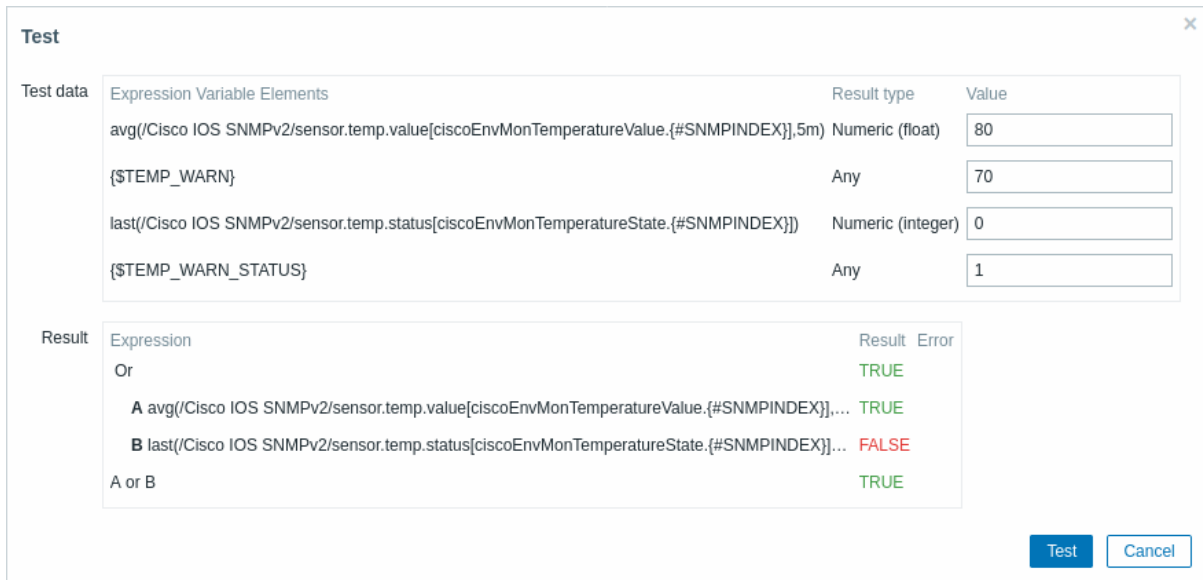 Test
×
Test data Expression Variable Elements Result type Value
avg(/Cisco IOS SNMPv2/sensor.temp.value[ciscoEnvMonTemperatureValue.{#SNMPINDEX}],5m) Numeric (float) 80
{$TEMP_WARN} Any 70
last(/Cisco IOS SNMPv2/sensor.temp.status[ciscoEnvMonTemperatureState.{#SNMPINDEX}]) Numeric (integer) 0
{$TEMP_WARN_STATUS} Any 1
Result Expression Result Error
Or TRUE
A avg(/Cisco IOS SNMPv2/sensor.temp.value[ciscoEnvMonTemperatureValue.{#SNMPINDEX}],... TRUE
B last(/Cisco IOS SNMPv2/sensor.temp.status[ciscoEnvMonTemperatureState.{#SNMPINDEX}]... FALSE
A or B TRUE
Test Cancel